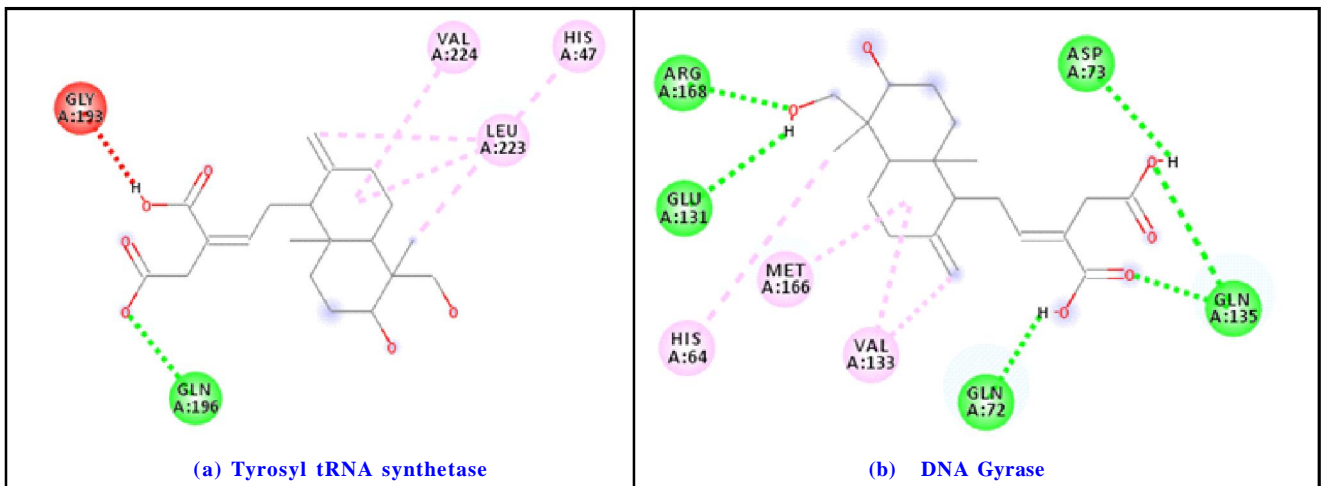 VAL
A:224
HIS
A:47
GLY
A:193
LEU
A:223
H
O
O
O
O
O
O
GLN
A:196
(a) Tyrosyl tRNA synthetase
O
ARG
A:168
ASP
A:73
O
H
GLU
A:131
O-H
O
MET
A:166
O
H-O
GLN
A:135
HIS
A:64
VAL
A:133
GLN
A:72
(b) DNA Gyrase